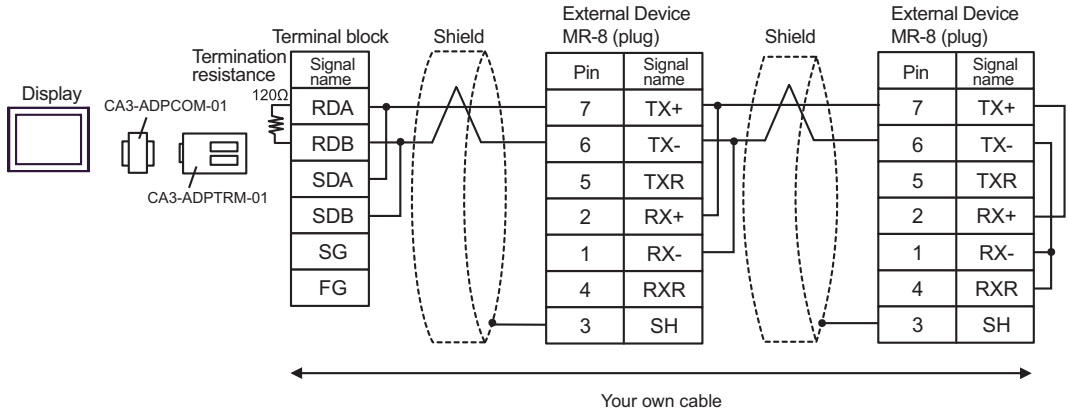 Display
CA3-ADPCOM-01
CA3-ADPTRM-01
Termination
resistance
120Ω
Terminal block
Signal
name
RDA
RDB
SDA
SDB
SG
FG
Shield
External Device
MR-8 (plug)
Pin Signal
name
7 TX+
6 TX-
5 TXR
2 RX+
1 RX-
4 RXR
3 SH
Shield
External Device
MR-8 (plug)
Pin Signal
name
7 TX+
6 TX-
5 TXR
2 RX+
1 RX-
4 RXR
3 SH
Your own cable